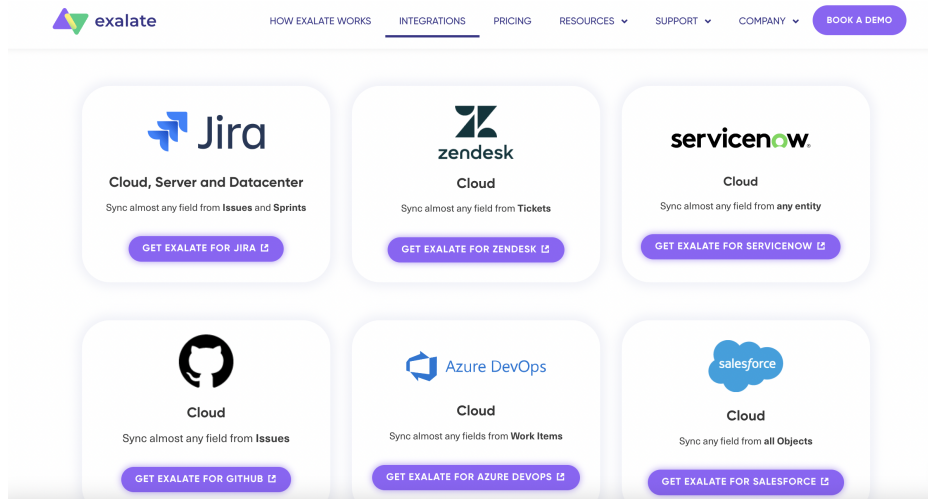 exalate
HOW EXALATE WORKS
INTEGRATIONS
PRICING
RESOURCES
SUPPORT
COMPANY
BOOK A DEMO
Jira
Cloud, Server and Datacenter
Sync almost any field from Issues and Sprints
GET EXALATE FOR JIRA
zendesk
Cloud
Sync almost any field from Tickets
GET EXALATE FOR ZENDESK
servicenow
Cloud
Sync almost any field from any entity
GET EXALATE FOR SERVICENOW
Cloud
Sync almost any field from Issues
GET EXALATE FOR GITHUB
Azure DevOps
Cloud
Sync almost any fields from Work Items
GET EXALATE FOR AZURE DEVOPS
salesforce
Cloud
Sync any field from all Objects
GET EXALATE FOR SALESFORCE